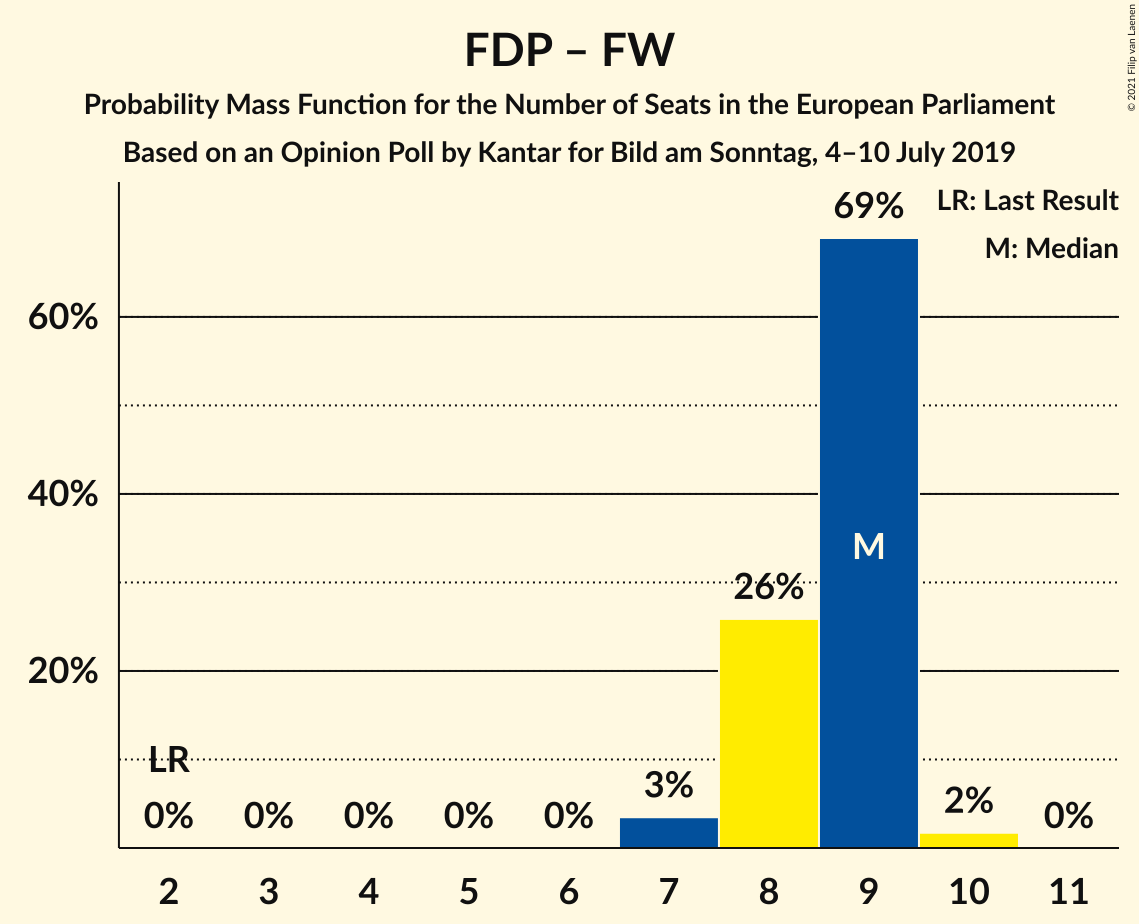 FDP – FW
Probability Mass Function for the Number of Seats in the European Parliament
Based on an Opinion Poll by Kantar for Bild am Sonntag, 4–10 July 2019
© 2021 Filip van Laenen
LR: Last Result
M: Median
69%
60%
40%
M
26%
20%
LR
0%
0%
0%
0%
0%
3%
2%
0%
2
3
4
5
6
7
8
9
10
11